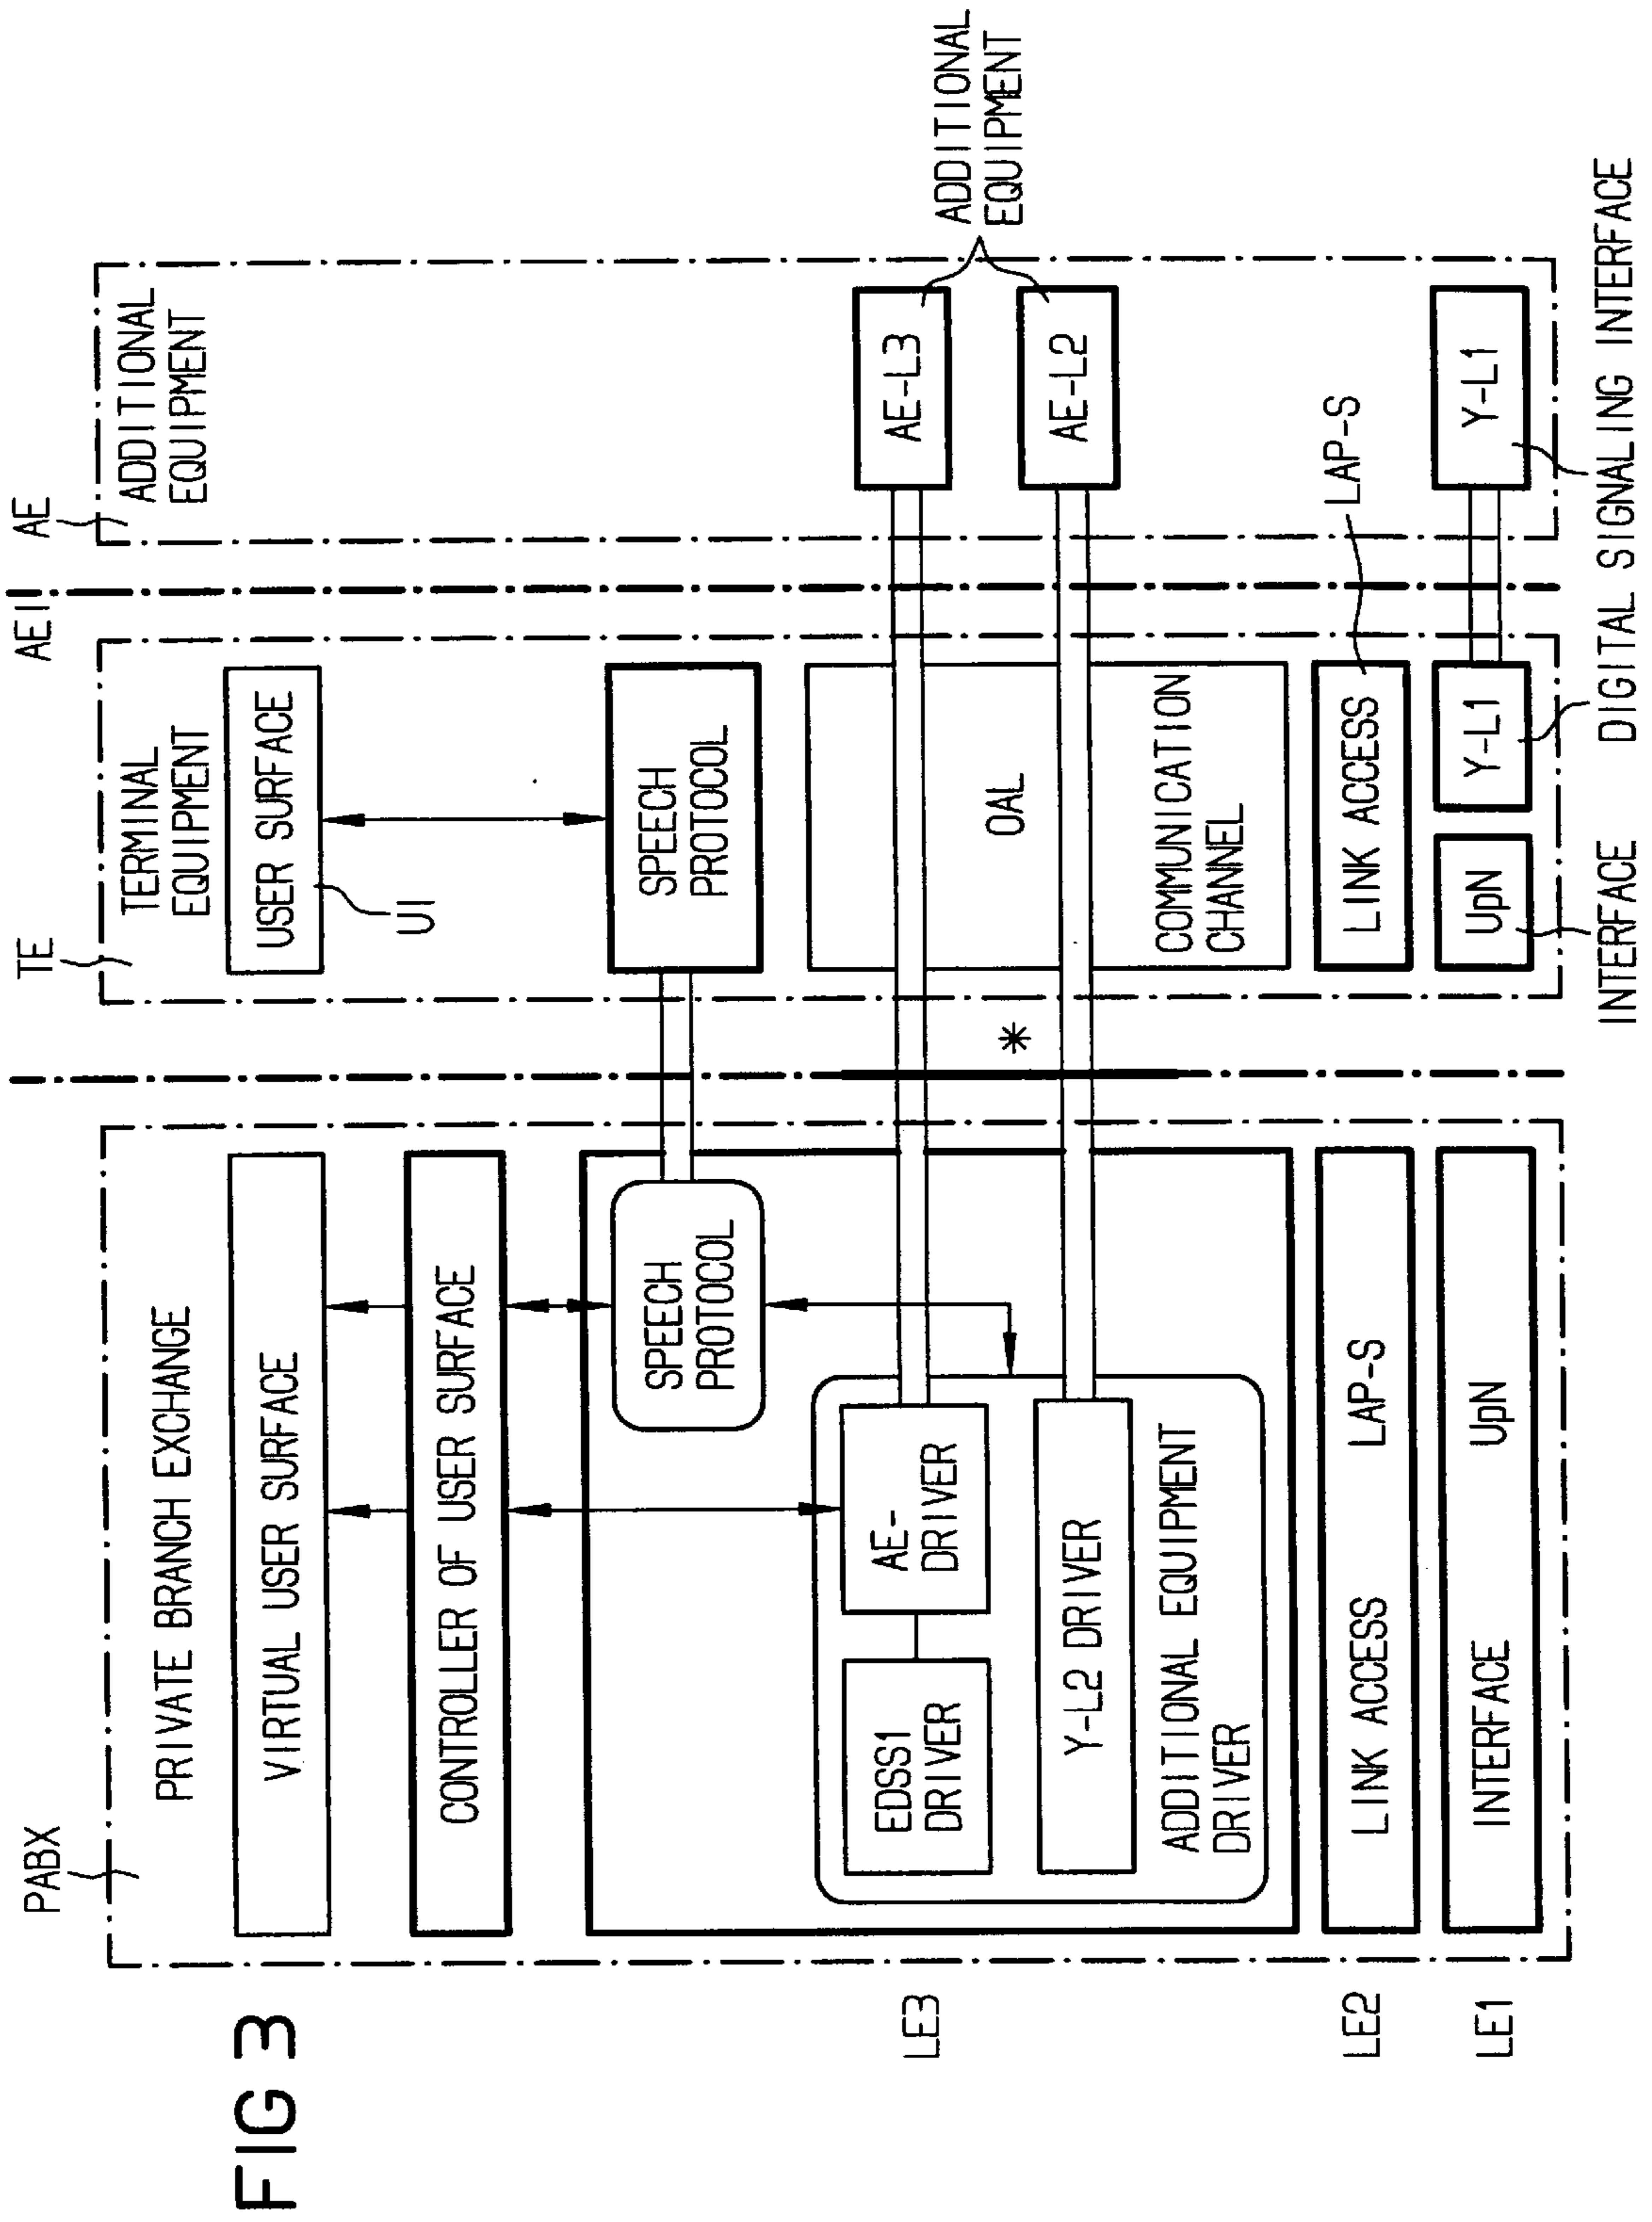 FIG 3
PABX
PRIVATE BRANCH EXCHANGE
VIRTUAL USER SURFACE
CONTROLLER OF USER SURFACE
SPEECH
PROTOCOL
EDSS1
DRIVER
AE-
DRIVER
Y-L2 DRIVER
ADDITIONAL EQUIPMENT
DRIVER
LINK ACCESS LAP-S
INTERFACE UpN
LE3
LE2
LE1
*
TE
TERMINAL
EQUIPMENT
USER SURFACE
UI
SPEECH
PROTOCOL
OAL
COMMUNICATION
CHANNEL
LINK ACCESS
LAP-S
UpN
Y-L1
INTERFACE
DIGITAL SIGNALING INTERFACE
AEI
AE
ADDITIONAL
EQUIPMENT
AE-L3
AE-L2
Y-L1
ADDITIONAL
EQUIPMENT